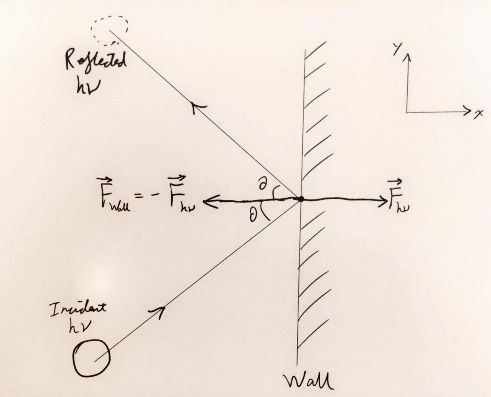 Reflected
hν
y
x
∂
θ
F⃗wall = - F⃗hν
F⃗hν
Incident
hν
Wall